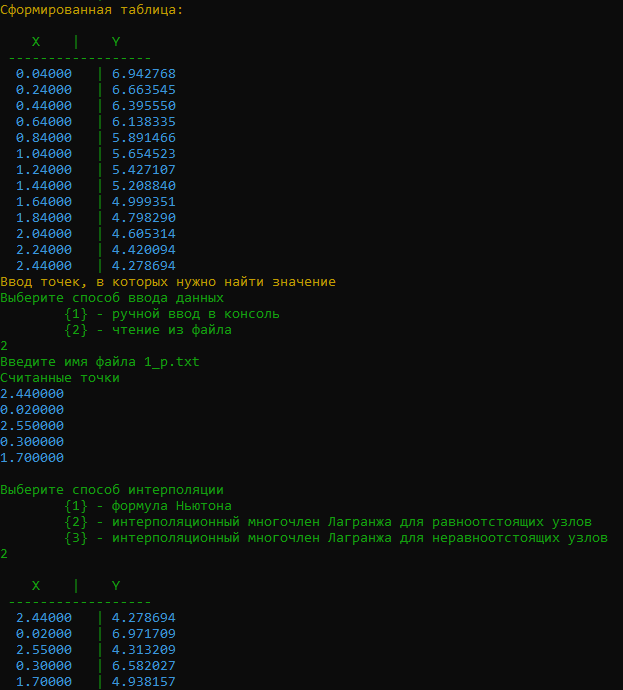 Сформированная таблица:
X | Y
------------------
0.04000 | 6.942768
0.24000 | 6.663545
0.44000 | 6.395550
0.64000 | 6.138335
0.84000 | 5.891466
1.04000 | 5.654523
1.24000 | 5.427107
1.44000 | 5.208840
1.64000 | 4.999351
1.84000 | 4.798290
2.04000 | 4.605314
2.24000 | 4.420094
2.44000 | 4.278694
Ввод точек, в которых нужно найти значение
Выберите способ ввода данных
{1} - ручной ввод в консоль
{2} - чтение из файла
2
Введите имя файла 1_p.txt
Считанные точки
2.440000
0.020000
2.550000
0.300000
1.700000
Выберите способ интерполяции
{1} - формула Ньютона
{2} - интерполяционный многочлен Лагранжа для равноотстоящих узлов
{3} - интерполяционный многочлен Лагранжа для неравноотстоящих узлов
2
X | Y
------------------
2.44000 | 4.278694
0.02000 | 6.971709
2.55000 | 4.313209
0.30000 | 6.582027
1.70000 | 4.938157